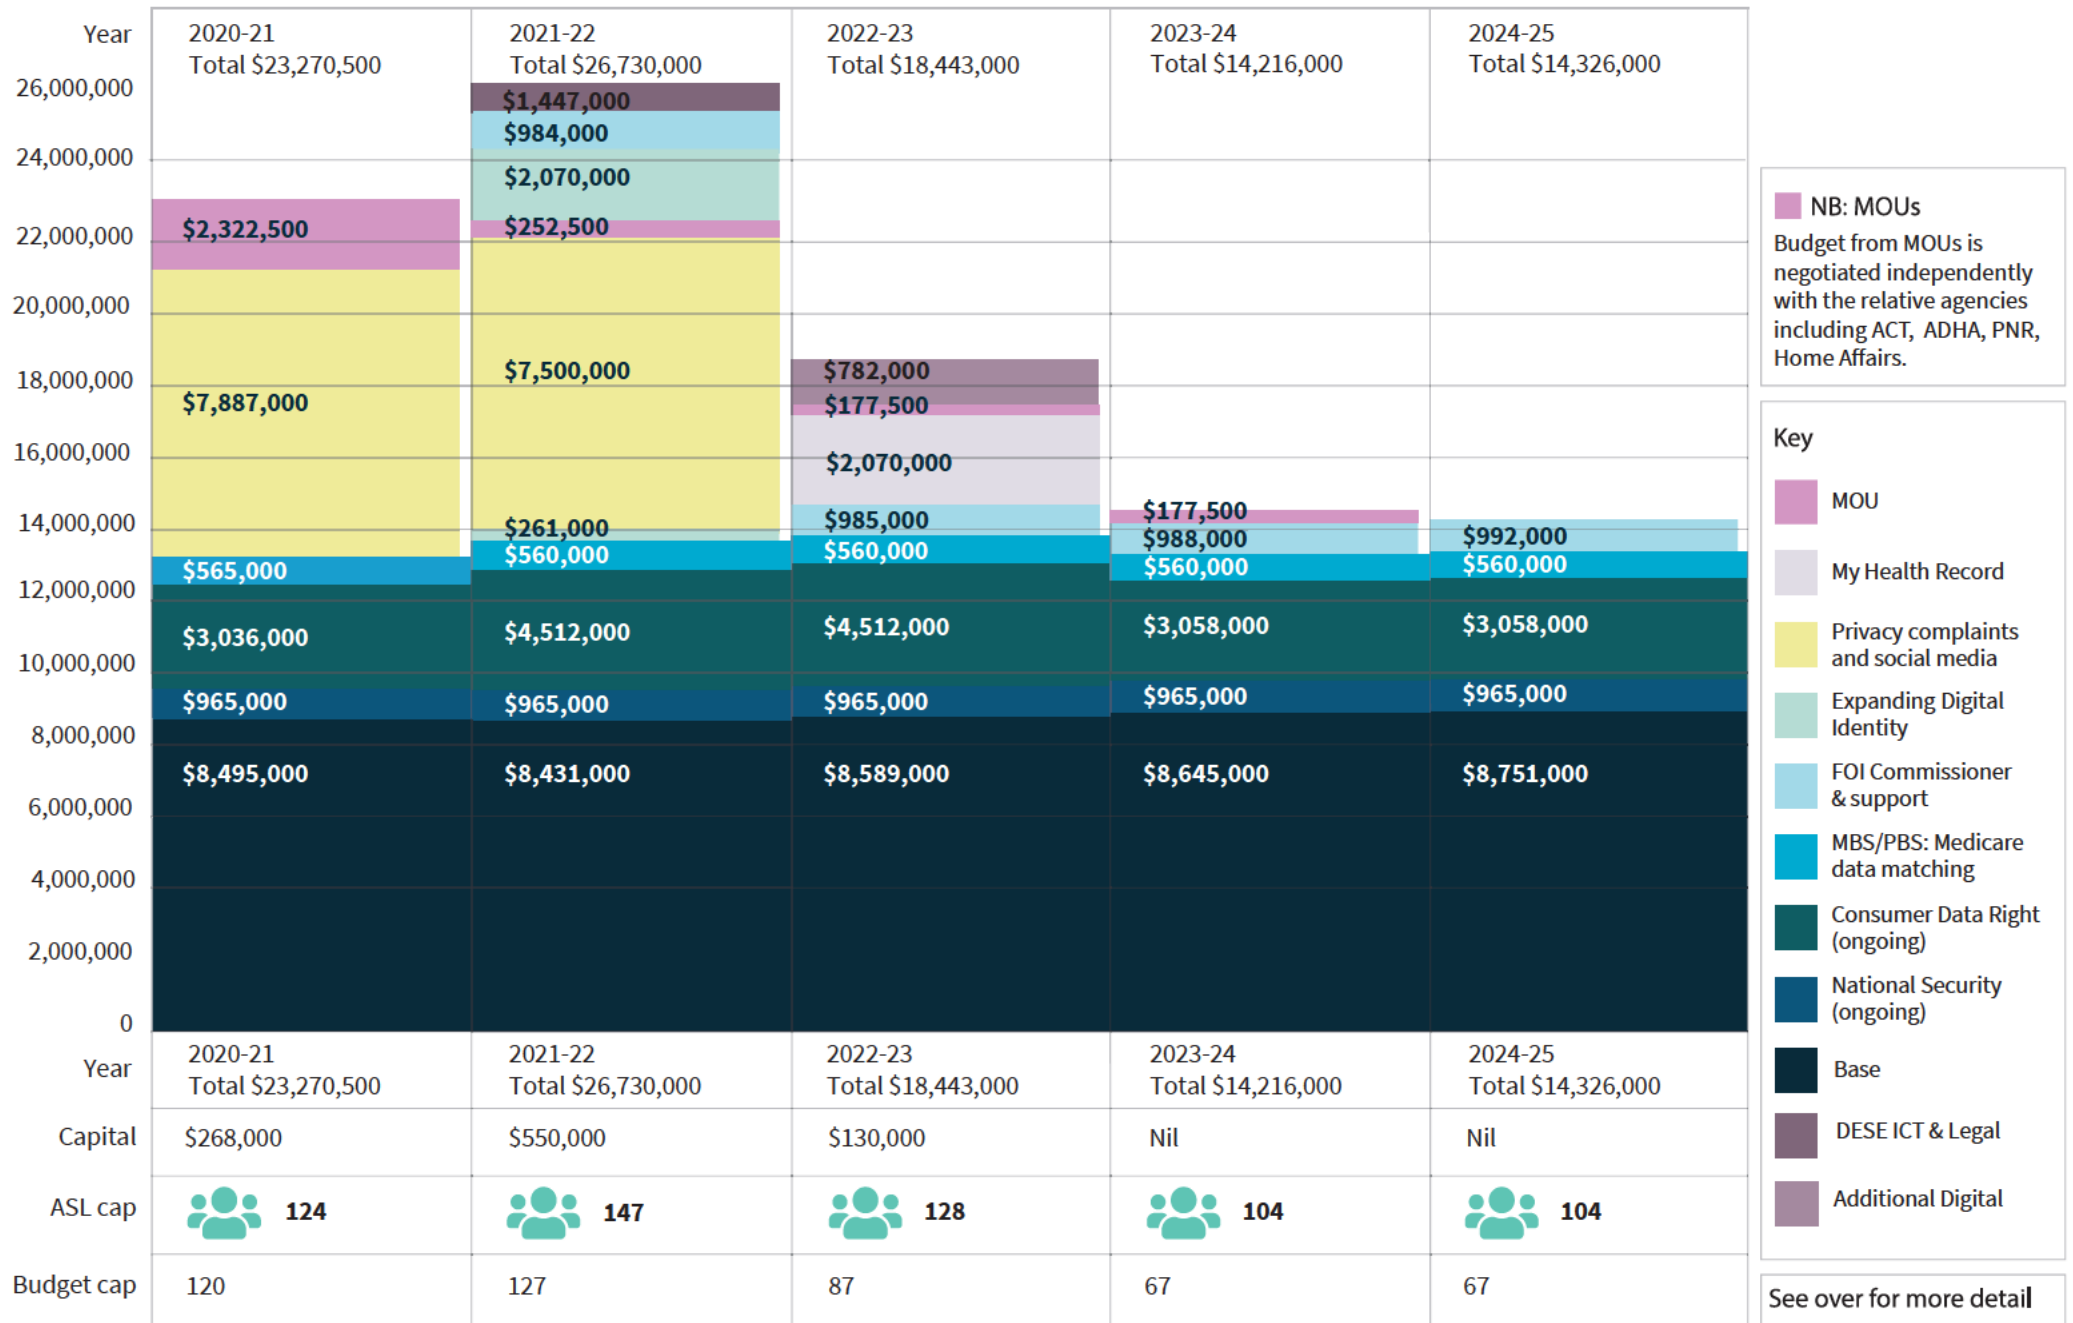 Year
2020-21
Total $23,270,500
2021-22
Total $26,730,000
2022-23
Total $18,443,000
2023-24
Total $14,216,000
2024-25
Total $14,326,000
26,000,000
24,000,000
22,000,000
20,000,000
18,000,000
16,000,000
14,000,000
12,000,000
10,000,000
8,000,000
6,000,000
4,000,000
2,000,000
0
$2,322,500
$7,887,000
$565,000
$3,036,000
$965,000
$8,495,000
$1,447,000
$984,000
$2,070,000
$252,500
$7,500,000
$261,000
$560,000
$4,512,000
$965,000
$8,431,000
$782,000
$177,500
$2,070,000
$985,000
$560,000
$4,512,000
$965,000
$8,589,000
$177,500
$988,000
$560,000
$3,058,000
$965,000
$8,645,000
$992,000
$560,000
$3,058,000
$965,000
$8,751,000
Year
2020-21
Total $23,270,500
2021-22
Total $26,730,000
2022-23
Total $18,443,000
2023-24
Total $14,216,000
2024-25
Total $14,326,000
Capital
$268,000
$550,000
$130,000
Nil
Nil
ASL cap
124
147
128
104
104
Budget cap
120
127
87
67
67
NB: MOUs
Budget from MOUs is
negotiated independently
with the relative agencies
including ACT, ADHA, PNR,
Home Affairs.
Key
MOU
My Health Record
Privacy complaints
and social media
Expanding Digital
Identity
FOI Commissioner
& support
MBS/PBS: Medicare
data matching
Consumer Data Right
(ongoing)
National Security
(ongoing)
Base
DESE ICT & Legal
Additional Digital
See over for more detail